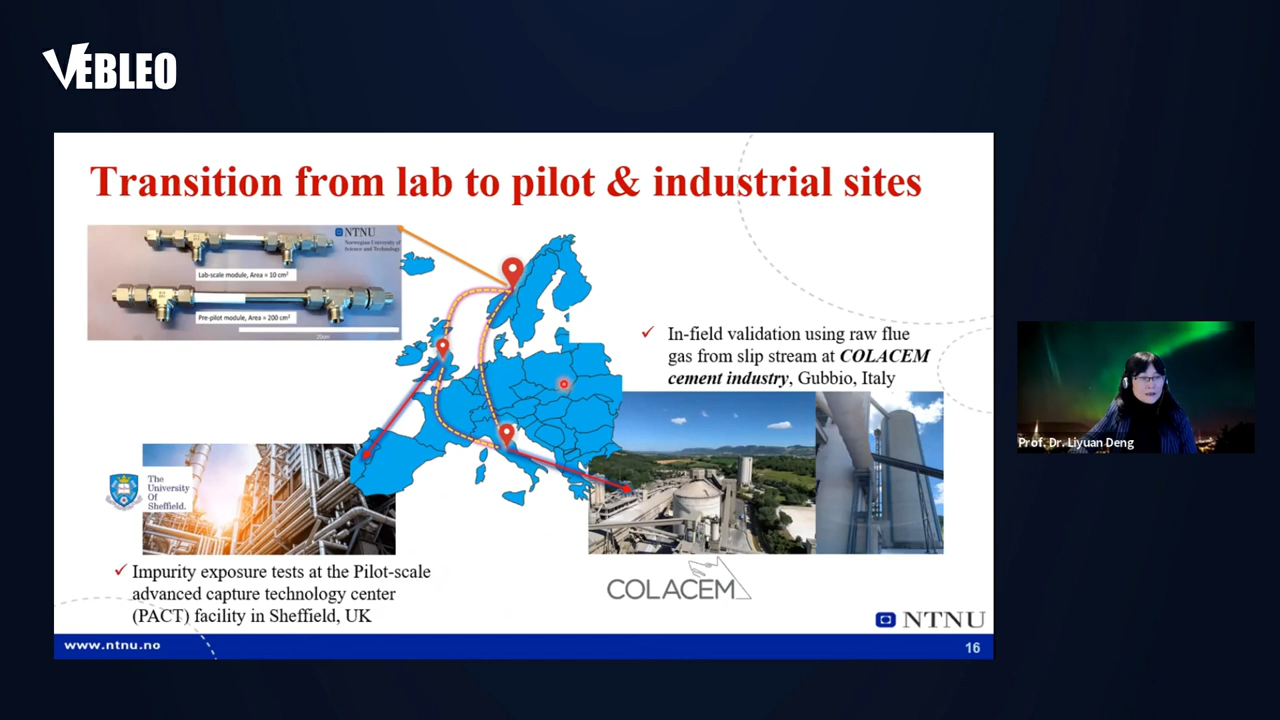 VEBLEO
Transition from lab to pilot & industrial sites
NTNU
Norwegian University of
Science and Technology
Lab-scale module, Area = 10 cm²
Pre-pilot module, Area = 200 cm²
20cm
✓ In-field validation using raw flue
gas from slip stream at COLACEM
cement industry, Gubbio, Italy
The
University
Of
Sheffield.
COLACEM
✓ Impurity exposure tests at the Pilot-scale
advanced capture technology center
(PACT) facility in Sheffield, UK
NTNU
www.ntnu.no
16
Prof. Dr. Liyuan Deng